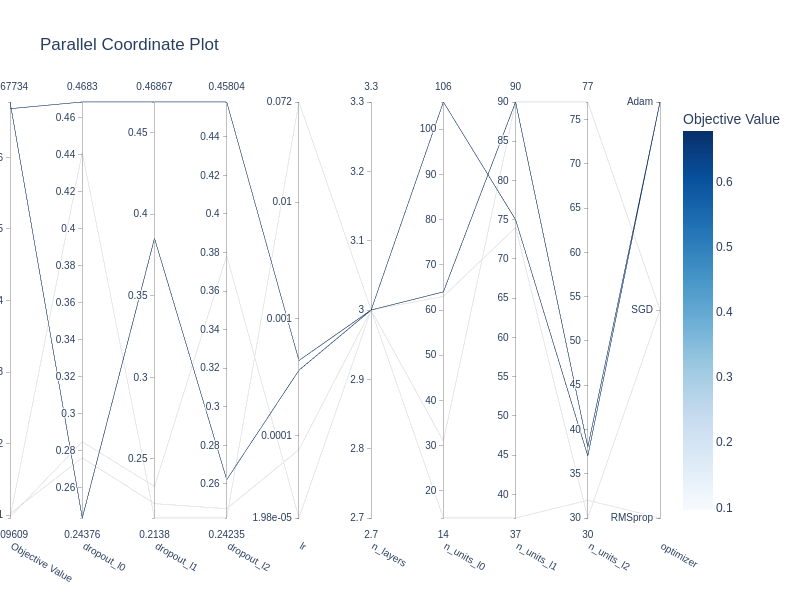 Parallel Coordinate Plot
67734 0.4683 0.46867 0.45804 0.072 3.3 106 90 77
0.46 0.44 0.42 0.4 0.38 0.36 0.34 0.32 0.3 0.28 0.26
0.45 0.4 0.35 0.3 0.25
0.44 0.42 0.4 0.38 0.36 0.34 0.32 0.3 0.28 0.26
0.072 0.01 0.001 0.0001 1.98e-05
3.3 3.2 3.1 3 2.9 2.8 2.7
100 90 80 70 60 50 40 30 20
90 85 80 75 70 65 60 55 50 45 40
75 70 65 60 55 50 45 40 35 30
Adam
SGD
RMSprop
09609 0.24376 0.2138 0.24235 2.7 14 37 30
Objective Value dropout_l0 dropout_l1 dropout_l2 lr n_layers n_units_l0 n_units_l1 n_units_l2 optimizer
Objective Value
0.6
0.5
0.4
0.3
0.2
0.1